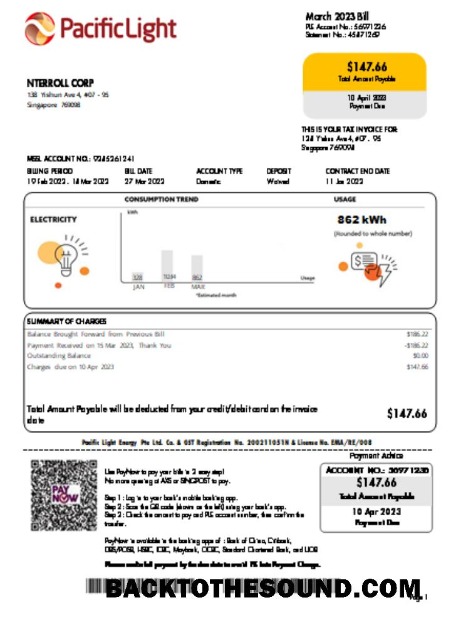 PacificLight
March 2023 Bill
PLE Account No.: 56971236
Statement No.: 45871269
$147.66
Total Amount Payable
10 April 2023
Payment Due
NTERROLL CORP
138 Yishun Ave 4, #07 - 95
Singapore 769098
THIS IS YOUR TAX INVOICE FOR:
138 Yishun Ave 4, #07 - 95
Singapore 769098
MSSL ACCOUNT NO.: 9385261241
BILLING PERIOD BILL DATE ACCOUNT TYPE DEPOSIT CONTRACT END DATE
19 Feb 2022 - 18 Mar 2023 27 Mar 2023 Domestic Waived 11 Jan 2023
CONSUMPTION TREND USAGE
ELECTRICITY
kWh
862 kWh
(Rounded to whole number)
328 862
Usage
JAN FEB MAR
*Estimated month
SUMMARY OF CHARGES
Balance Brought Forward from Previous Bill $186.22
Payment Received on 15 Mar 2023, Thank You -$186.22
Outstanding Balance $0.00
Charges due on 10 Apr 2023 $147.66
Total Amount Payable will be deducted from your credit/debit card on the invoice
date
$147.66
Pacific Light Energy Pte Ltd. Co. & GST Registration No. 200211051N & License No. EMA/RE/008
Payment Advice
ACCOUNT NO.: 56971236
$147.66
Total Amount Payable
10 Apr 2023
Payment Due
PAY
NOW
Use PayNow to pay your bills in 3 easy step!
No more queuing at AXS or SINGPOST to pay.
Step 1 : Log in to your bank's mobile banking app.
Step 2 : Scan the QR code (shown on the left) using your bank's app.
Step 3 : Check the amount to pay and PLE account number, then confirm the
transfer.
PayNow is available in the banking apps of : Bank of China, Citibank,
DBS/POSB, HSBC, ICBC, Maybank, OCBC, Standard Chartered Bank, and UOB
Please make full payment by the due date to avoid 1% Late Payment Charge.
BACKTOTHESOUND.COM
Page 1